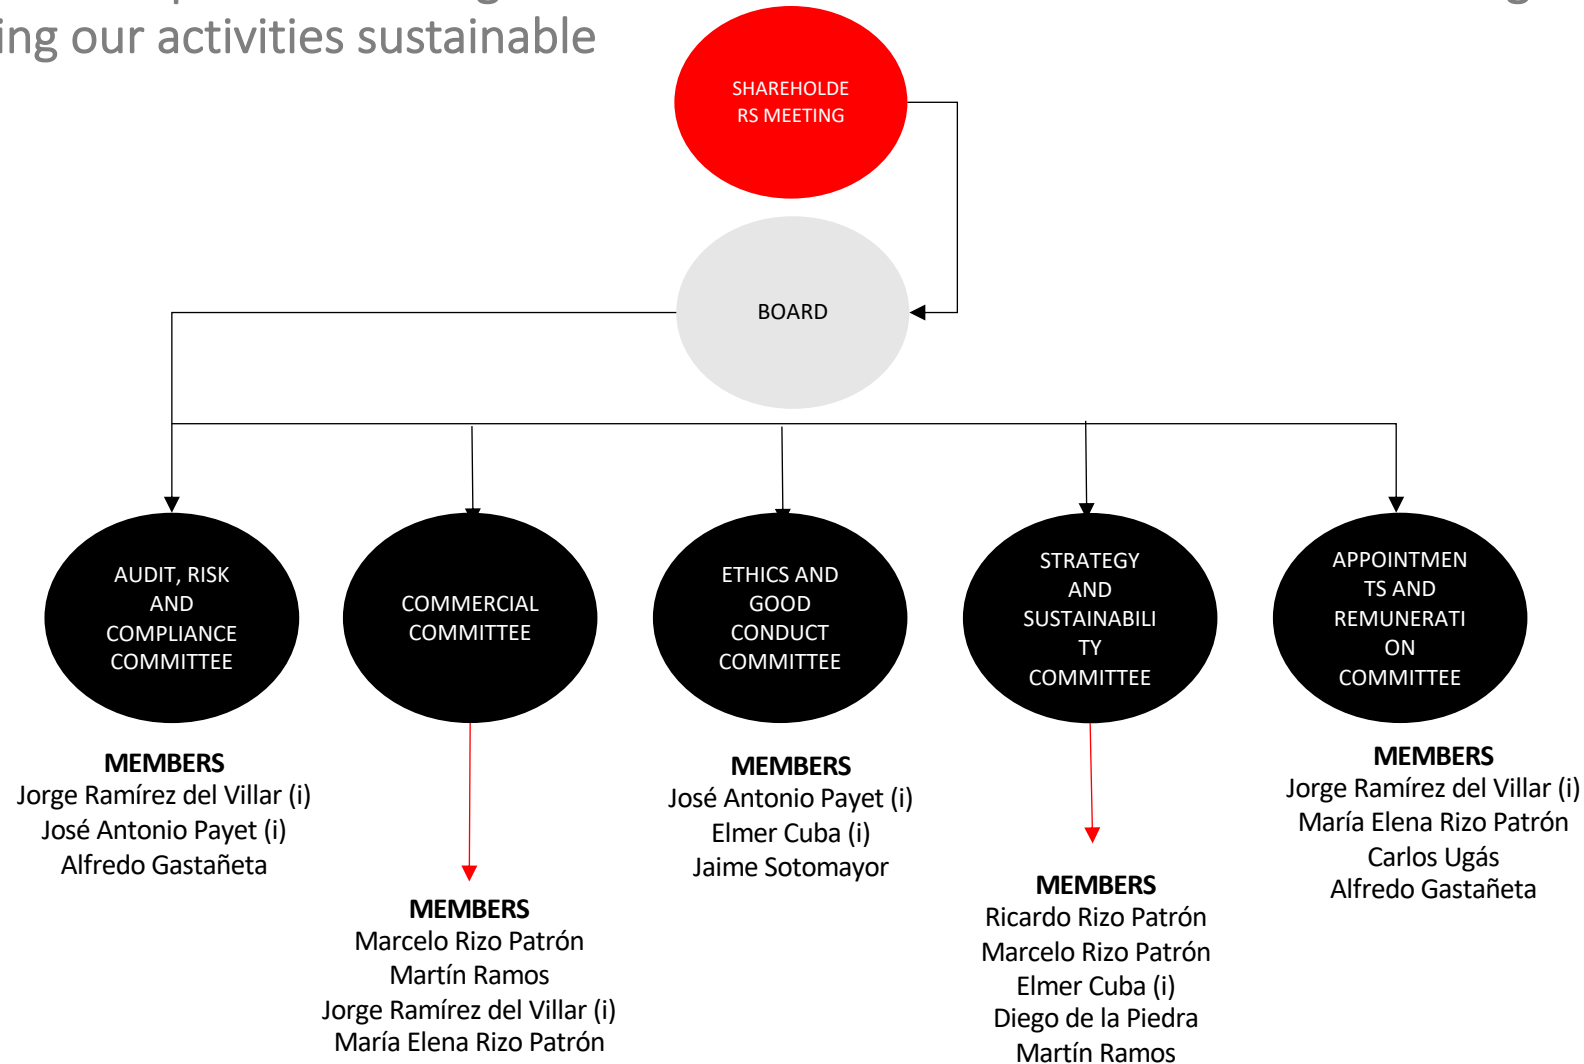 ing our activities sustainable
SHAREHOLDE
RS MEETING
BOARD
AUDIT, RISK
AND
COMPLIANCE
COMMITTEE
COMMERCIAL
COMMITTEE
ETHICS AND
GOOD
CONDUCT
COMMITTEE
STRATEGY
AND
SUSTAINABILI
TY
COMMITTEE
APPOINTMEN
TS AND
REMUNERATI
ON
COMMITTEE
MEMBERS
Jorge Ramírez del Villar (i)
José Antonio Payet (i)
Alfredo Gastañeta
MEMBERS
Marcelo Rizo Patrón
Martín Ramos
Jorge Ramírez del Villar (i)
María Elena Rizo Patrón
MEMBERS
José Antonio Payet (i)
Elmer Cuba (i)
Jaime Sotomayor
MEMBERS
Ricardo Rizo Patrón
Marcelo Rizo Patrón
Elmer Cuba (i)
Diego de la Piedra
Martín Ramos
MEMBERS
Jorge Ramírez del Villar (i)
María Elena Rizo Patrón
Carlos Ugás
Alfredo Gastañeta